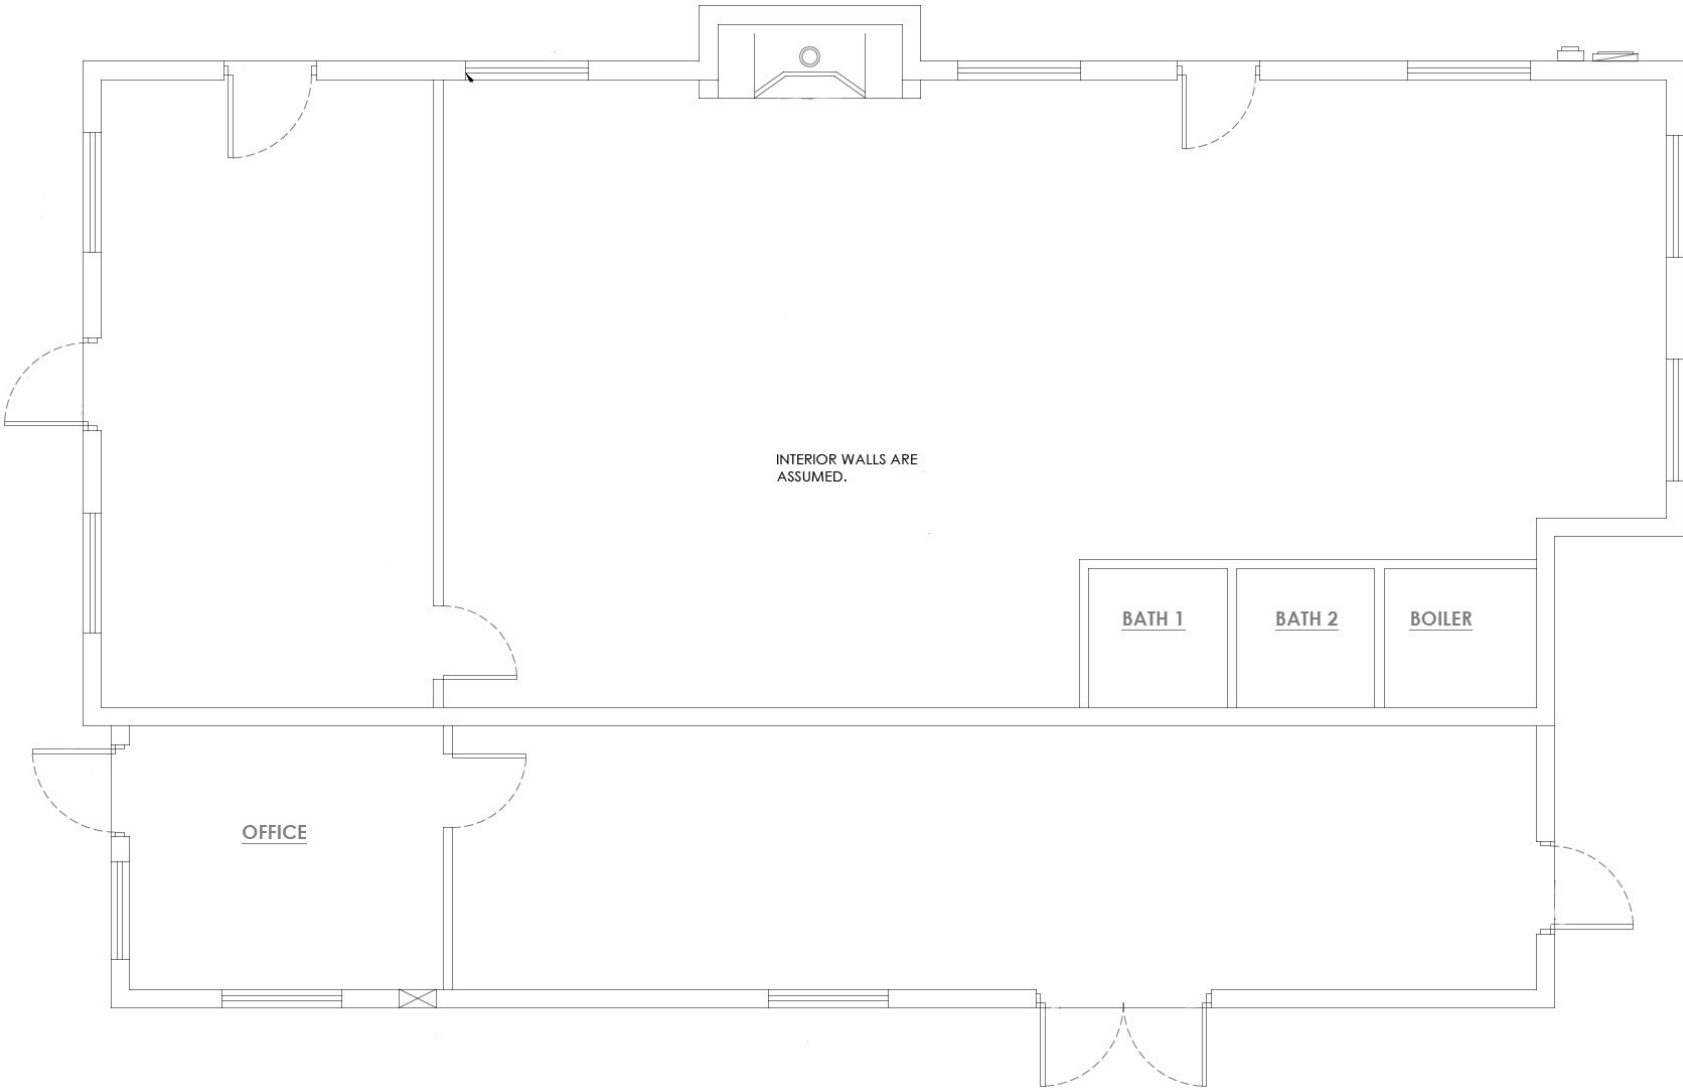 INTERIOR WALLS ARE
ASSUMED.
BATH 1
BATH 2
BOILER
OFFICE